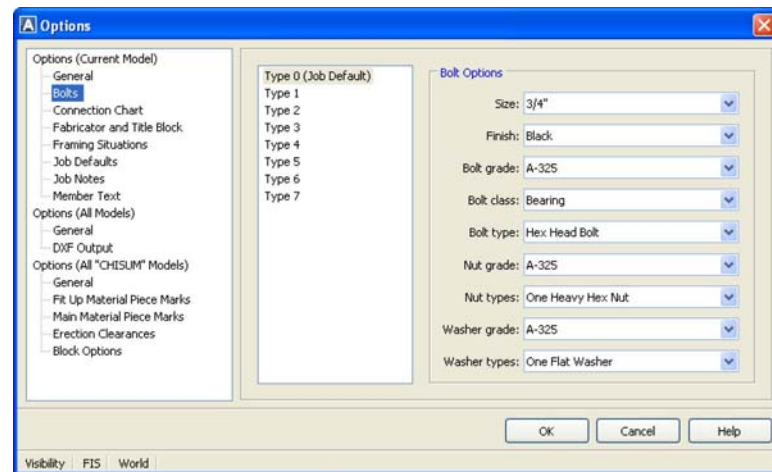 A Options
Options (Current Model)
General
Bolts
Connection Chart
Fabricator and Title Block
Framing Situations
Job Defaults
Job Notes
Member Text
Options (All Models)
General
DXF Output
Options (All "CHISUM" Models)
General
Fit Up Material Piece Marks
Main Material Piece Marks
Erection Clearances
Block Options
Type 0 (Job Default)
Type 1
Type 2
Type 3
Type 4
Type 5
Type 6
Type 7
Bolt Options
Size: 3/4"
Finish: Black
Bolt grade: A-325
Bolt class: Bearing
Bolt type: Hex Head Bolt
Nut grade: A-325
Nut types: One Heavy Hex Nut
Washer grade: A-325
Washer types: One Flat Washer
OK Cancel Help
Visibility FIS World